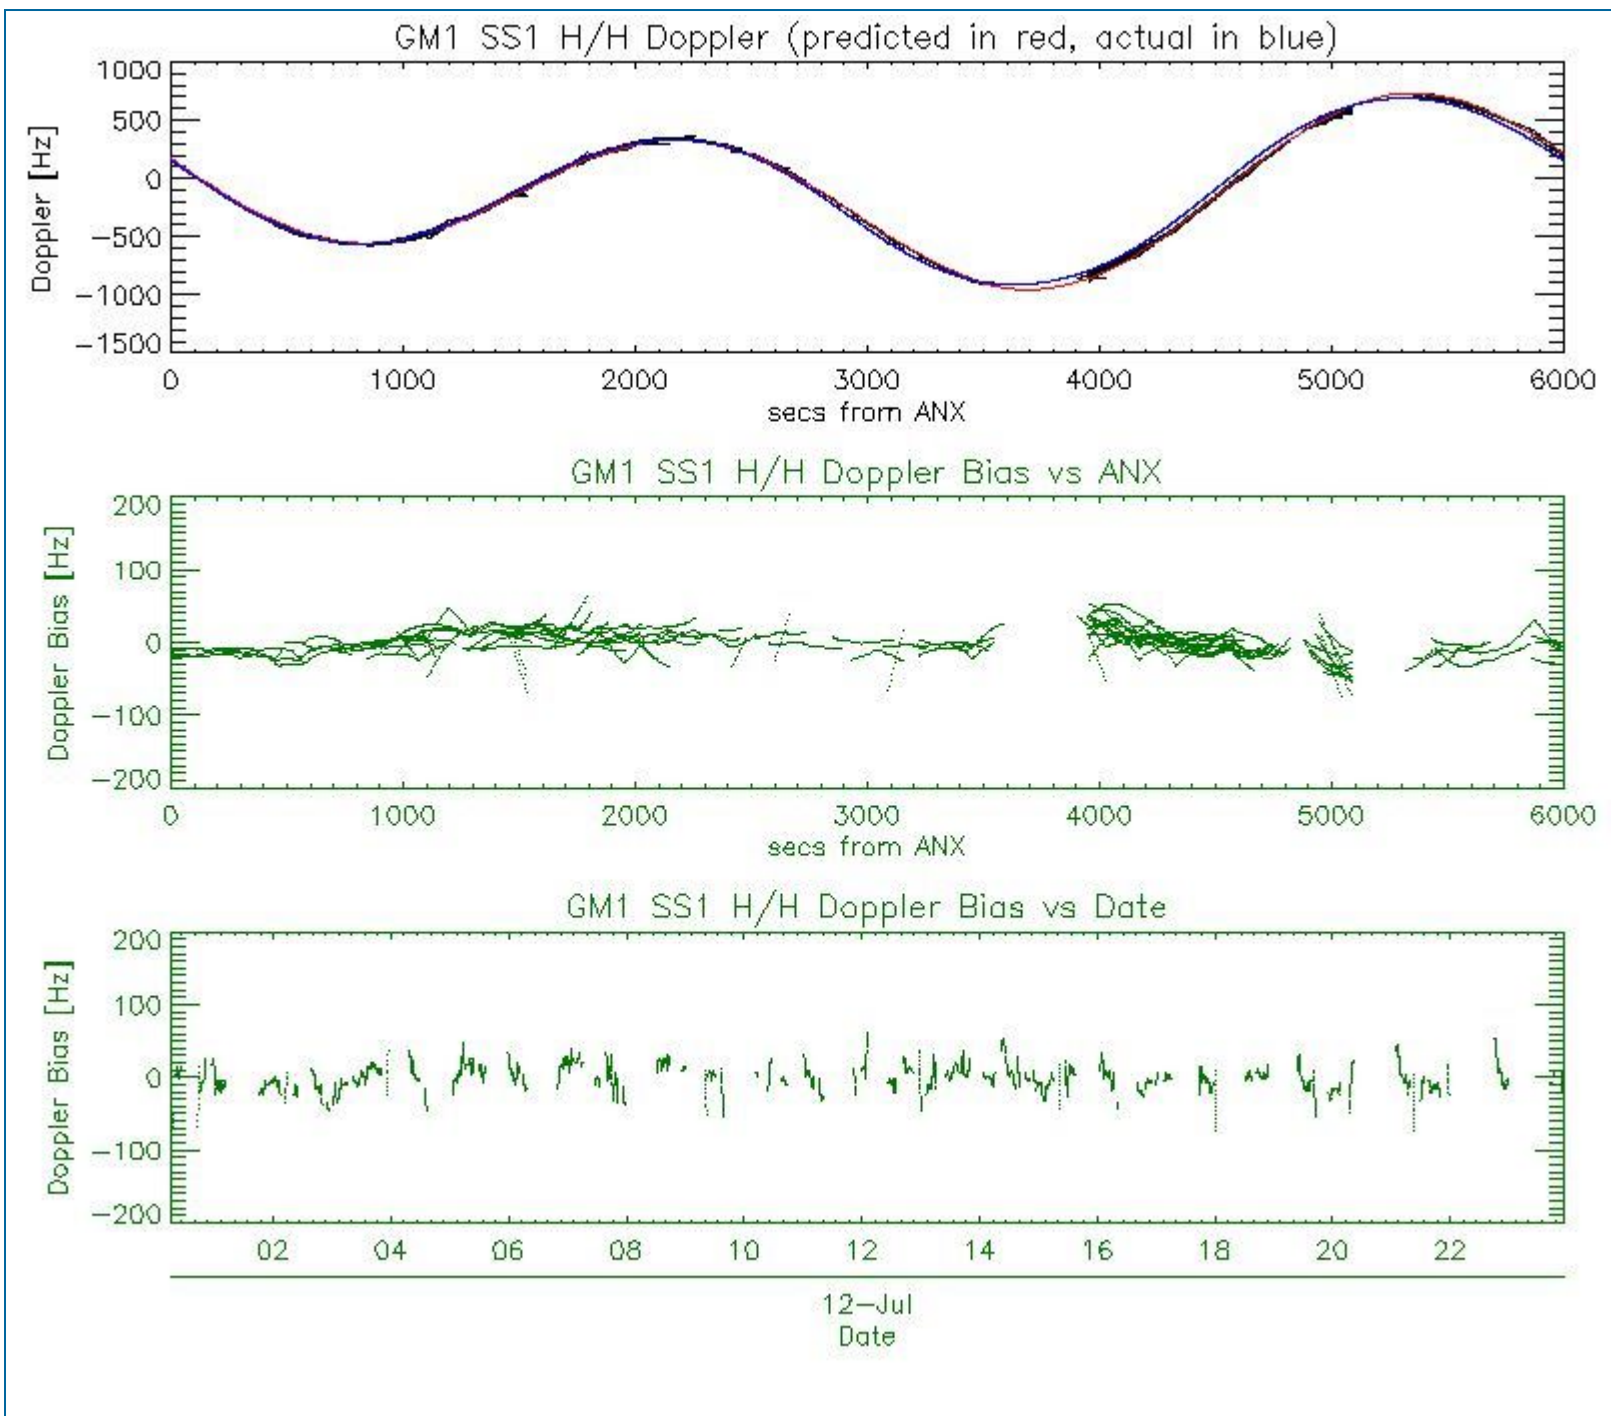 GM1 SS1 H/H Doppler (predicted in red, actual in blue)
1000
500
0
−500
−1000
−1500
Doppler [Hz]
0 1000 2000 3000 4000 5000 6000
secs from ANX
GM1 SS1 H/H Doppler Bias vs ANX
200
100
0
−100
−200
Doppler Bias [Hz]
0 1000 2000 3000 4000 5000 6000
secs from ANX
GM1 SS1 H/H Doppler Bias vs Date
200
100
0
−100
−200
Doppler Bias [Hz]
02 04 06 08 10 12 14 16 18 20 22
12−Jul
Date